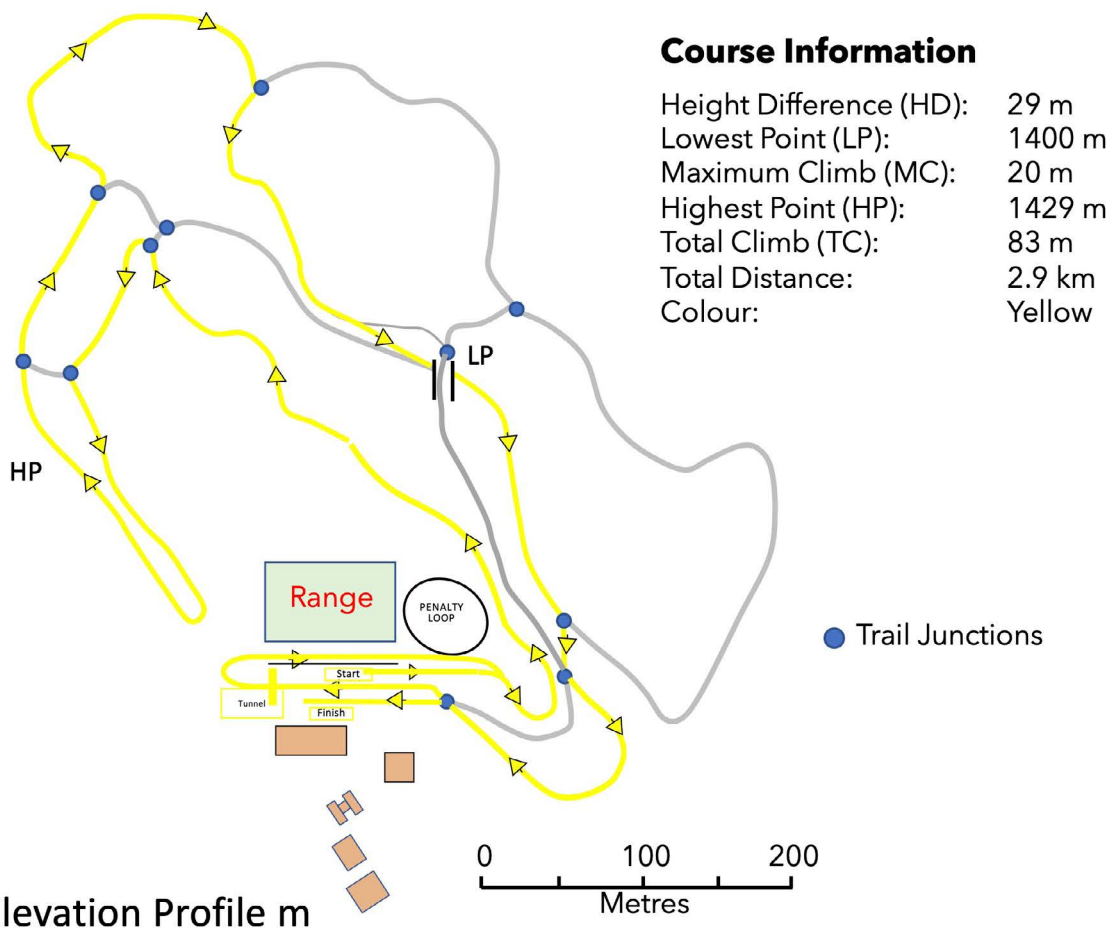 Course Information
Height Difference (HD): 29 m
Lowest Point (LP): 1400 m
Maximum Climb (MC): 20 m
Highest Point (HP): 1429 m
Total Climb (TC): 83 m
Total Distance: 2.9 km
Colour: Yellow
LP
HP
Range
PENALTY
LOOP
Trail Junctions
Start
Tunnel
Finish
0 100 200
Metres
levation Profile m